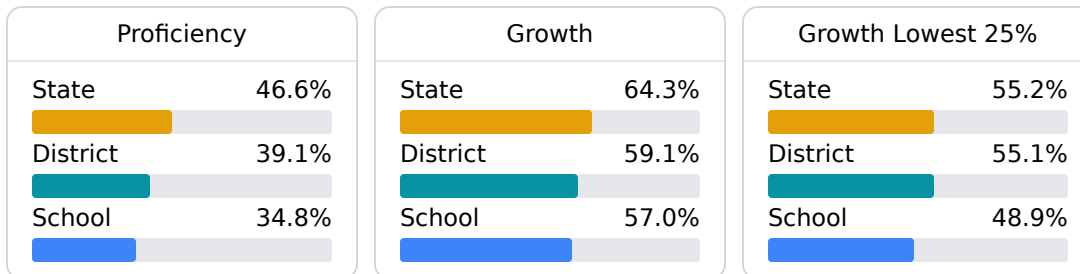 Proficiency
State 46.6%
District 39.1%
School 34.8%
Growth
State 64.3%
District 59.1%
School 57.0%
Growth Lowest 25%
State 55.2%
District 55.1%
School 48.9%